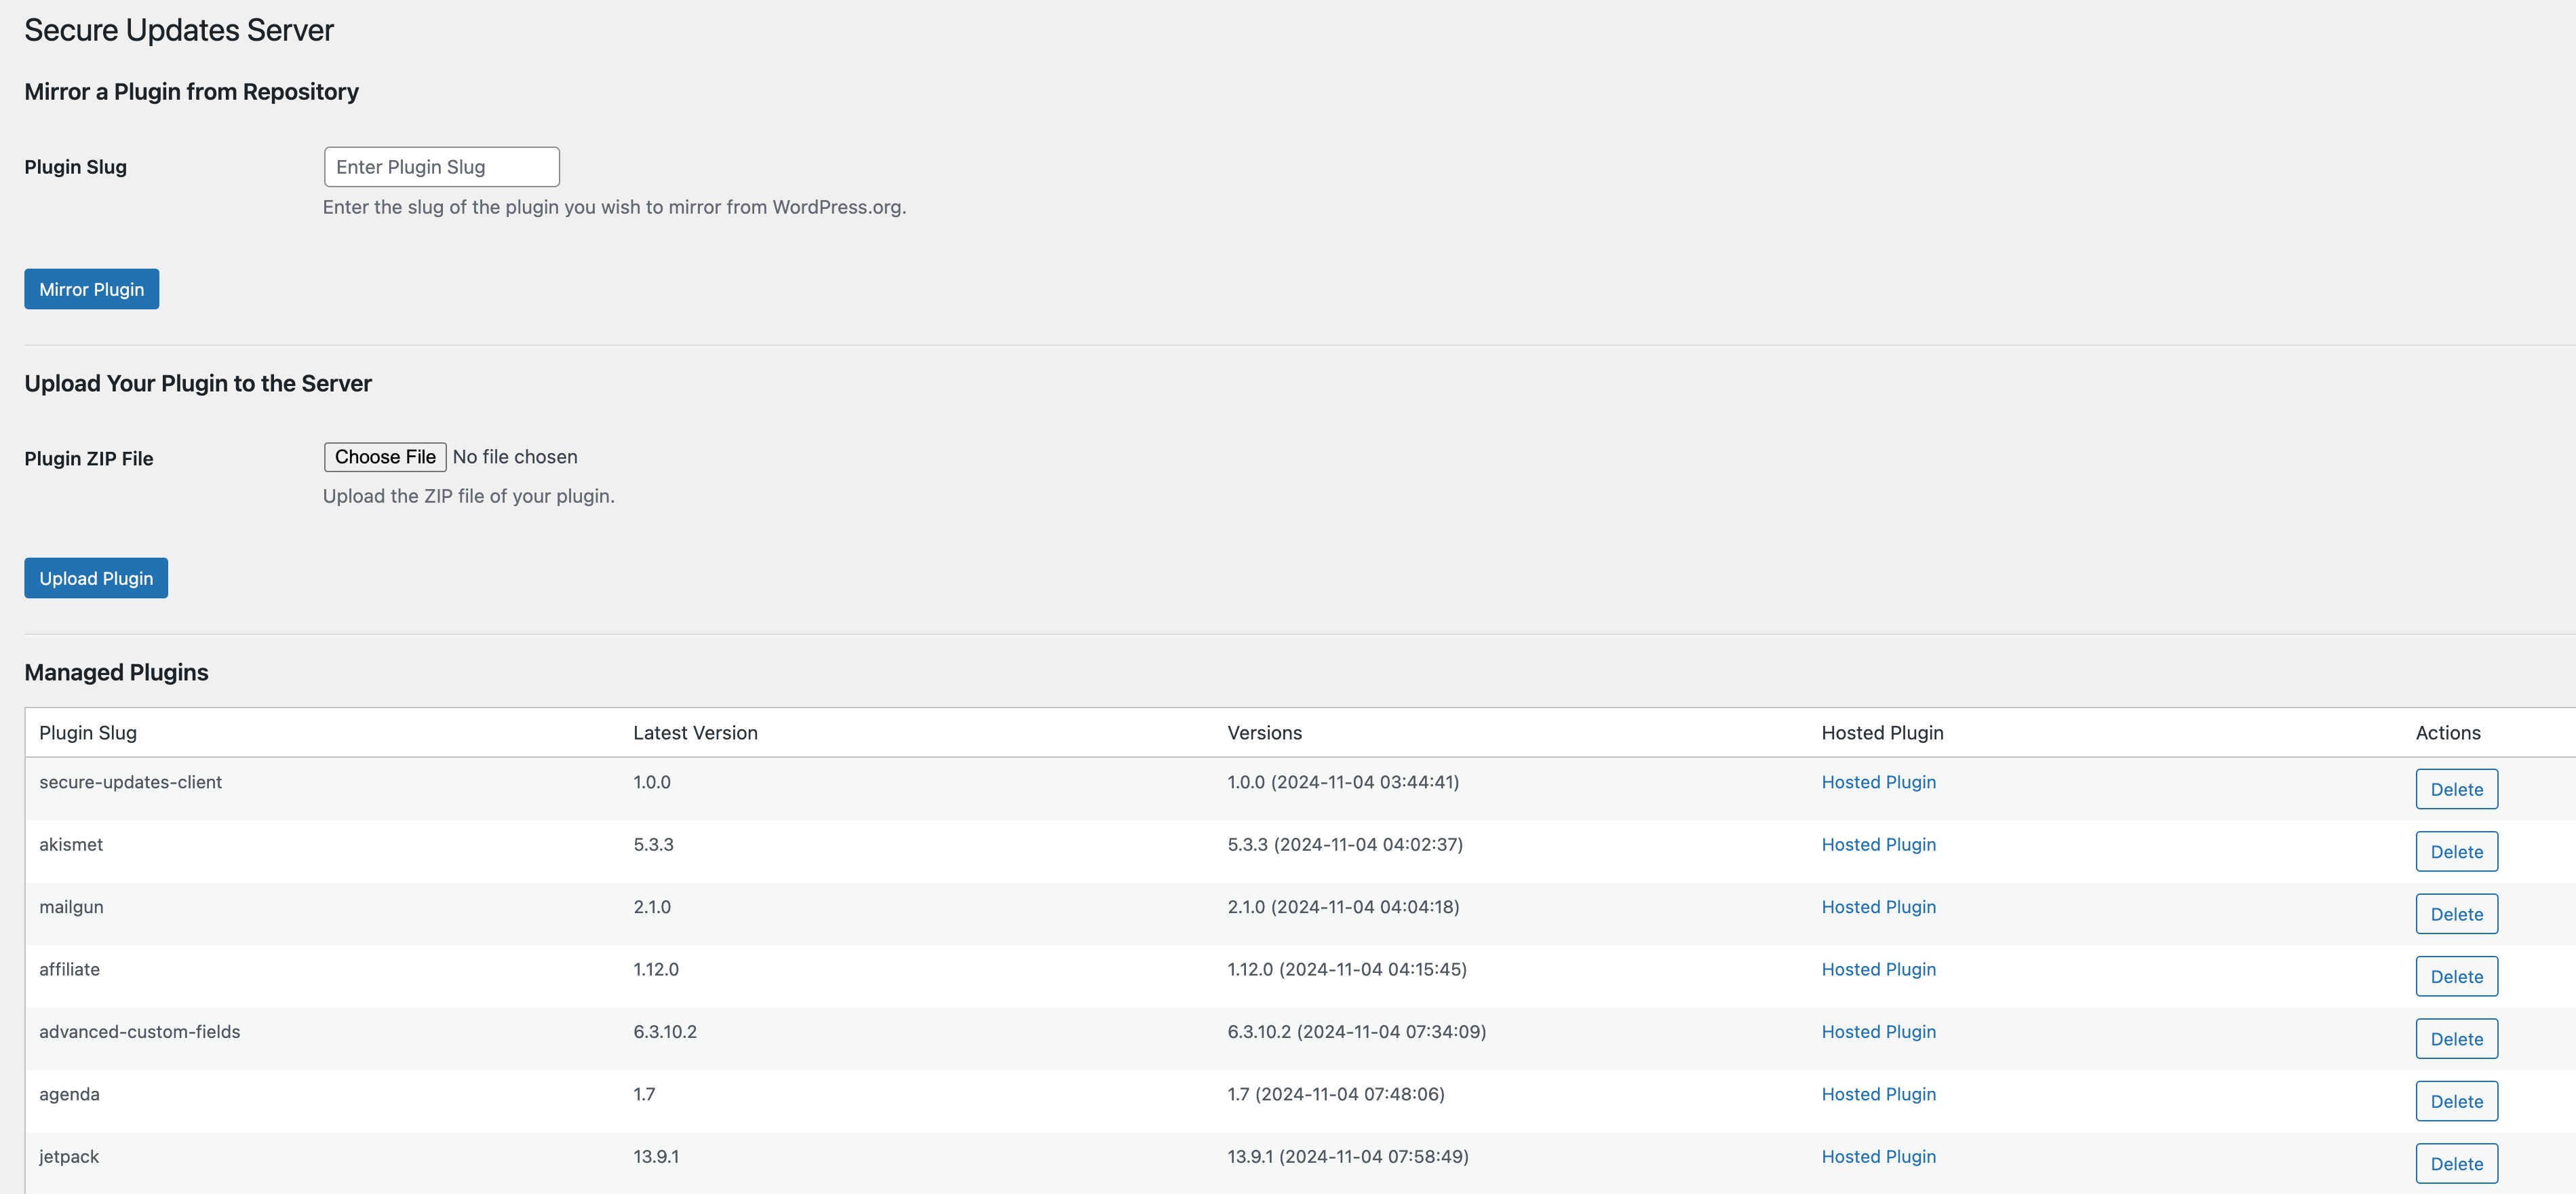 Secure Updates Server
Mirror a Plugin from Repository
Plugin Slug Enter Plugin Slug
Enter the slug of the plugin you wish to mirror from WordPress.org.
Mirror Plugin
Upload Your Plugin to the Server
Plugin ZIP File Choose File No file chosen
Upload the ZIP file of your plugin.
Upload Plugin
Managed Plugins
Plugin Slug Latest Version Versions Hosted Plugin Actions
secure-updates-client 1.0.0 1.0.0 (2024-11-04 03:44:41) Hosted Plugin Delete
akismet 5.3.3 5.3.3 (2024-11-04 04:02:37) Hosted Plugin Delete
mailgun 2.1.0 2.1.0 (2024-11-04 04:04:18) Hosted Plugin Delete
affiliate 1.12.0 1.12.0 (2024-11-04 04:15:45) Hosted Plugin Delete
advanced-custom-fields 6.3.10.2 6.3.10.2 (2024-11-04 07:34:09) Hosted Plugin Delete
agenda 1.7 1.7 (2024-11-04 07:48:06) Hosted Plugin Delete
jetpack 13.9.1 13.9.1 (2024-11-04 07:58:49) Hosted Plugin Delete